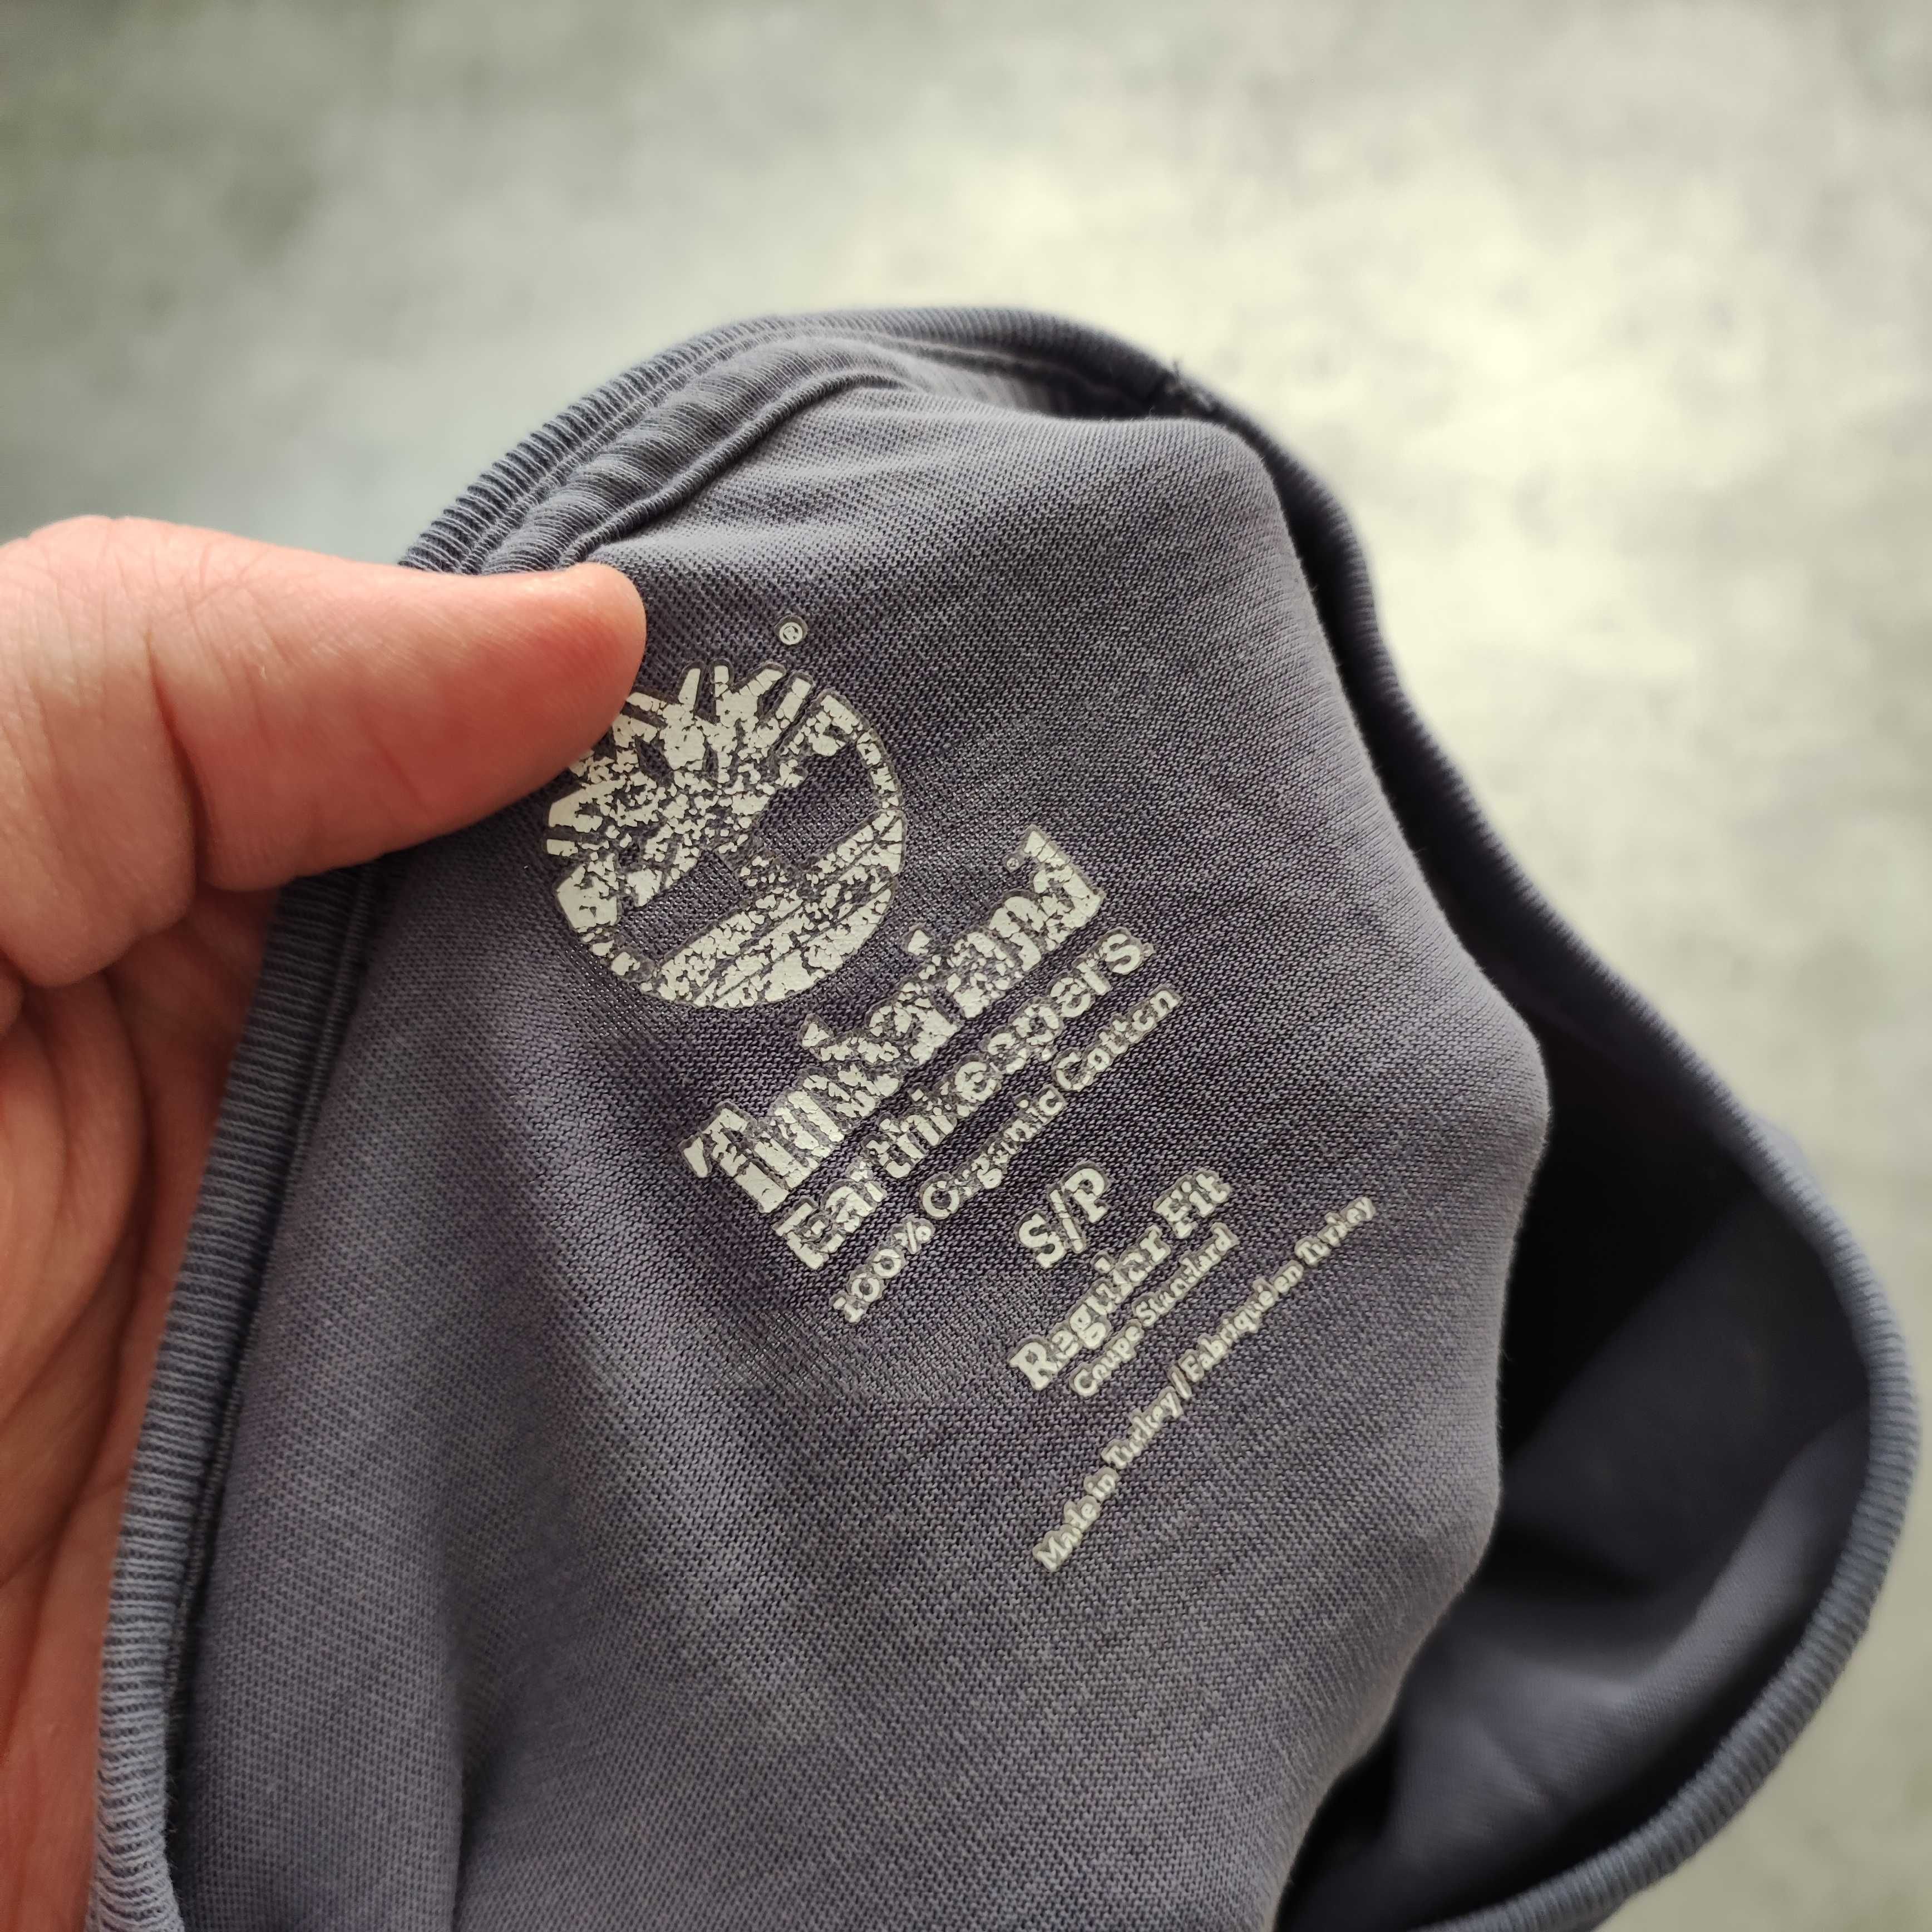 ®
Timberland
Earthkeepers
100% Organic Cotton
S/P
Regular Fit
Coupe Standard
Made in Turkey / Fabriqué en Turkey